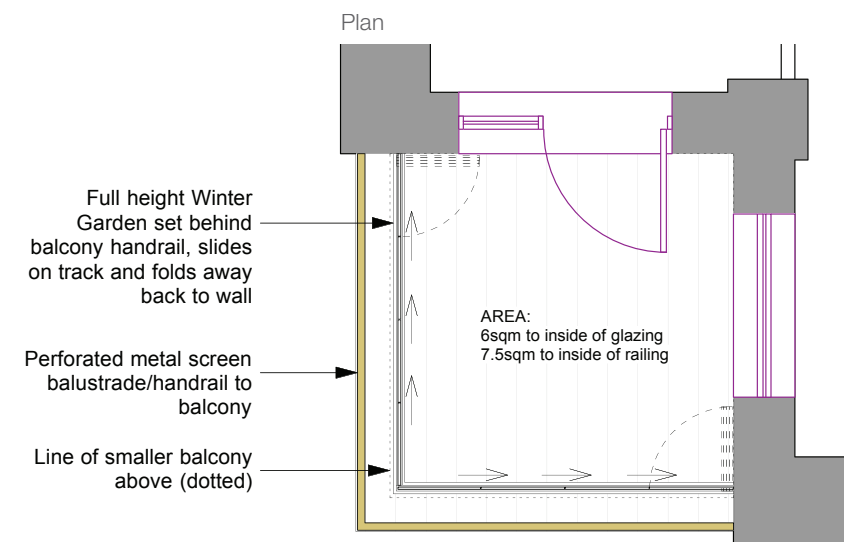 Plan
Full height Winter
Garden set behind
balcony handrail, slides
on track and folds away
back to wall
AREA:
6sqm to inside of glazing
7.5sqm to inside of railing
Perforated metal screen
balustrade/handrail to
balcony
Line of smaller balcony
above (dotted)